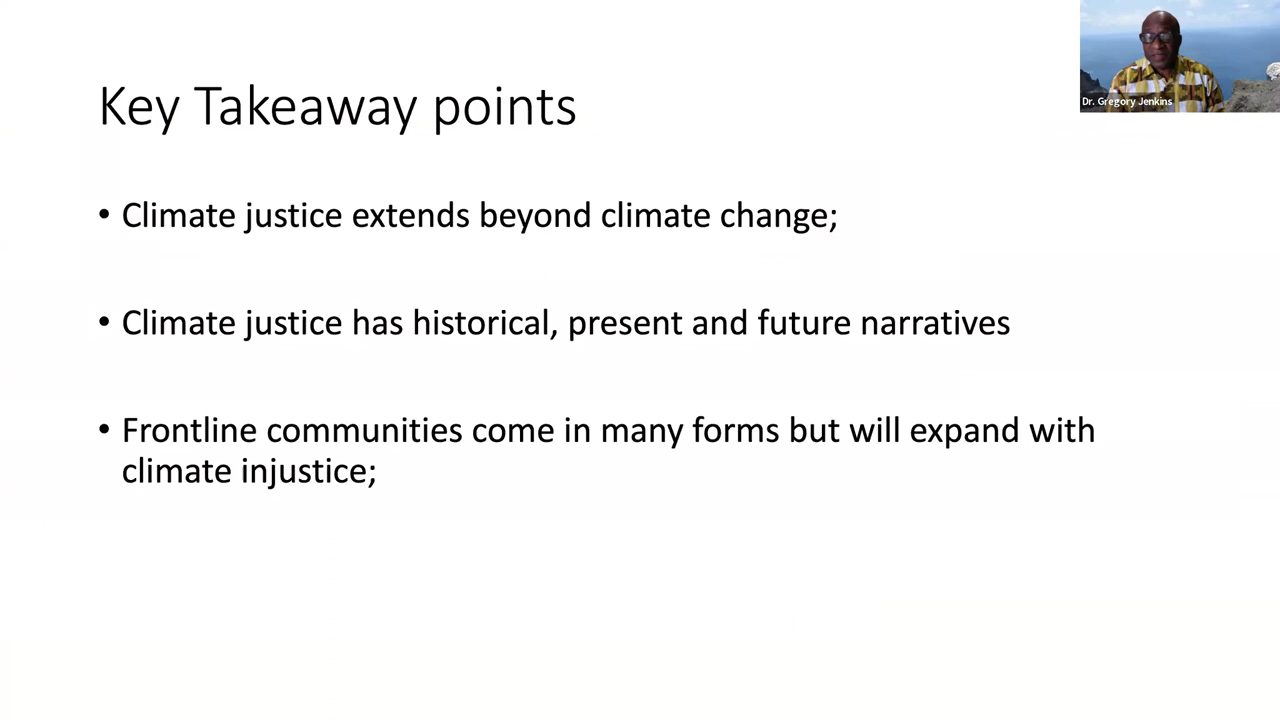 Dr. Gregory Jenkins
Key Takeaway points
• Climate justice extends beyond climate change;
• Climate justice has historical, present and future narratives
• Frontline communities come in many forms but will expand with
climate injustice;